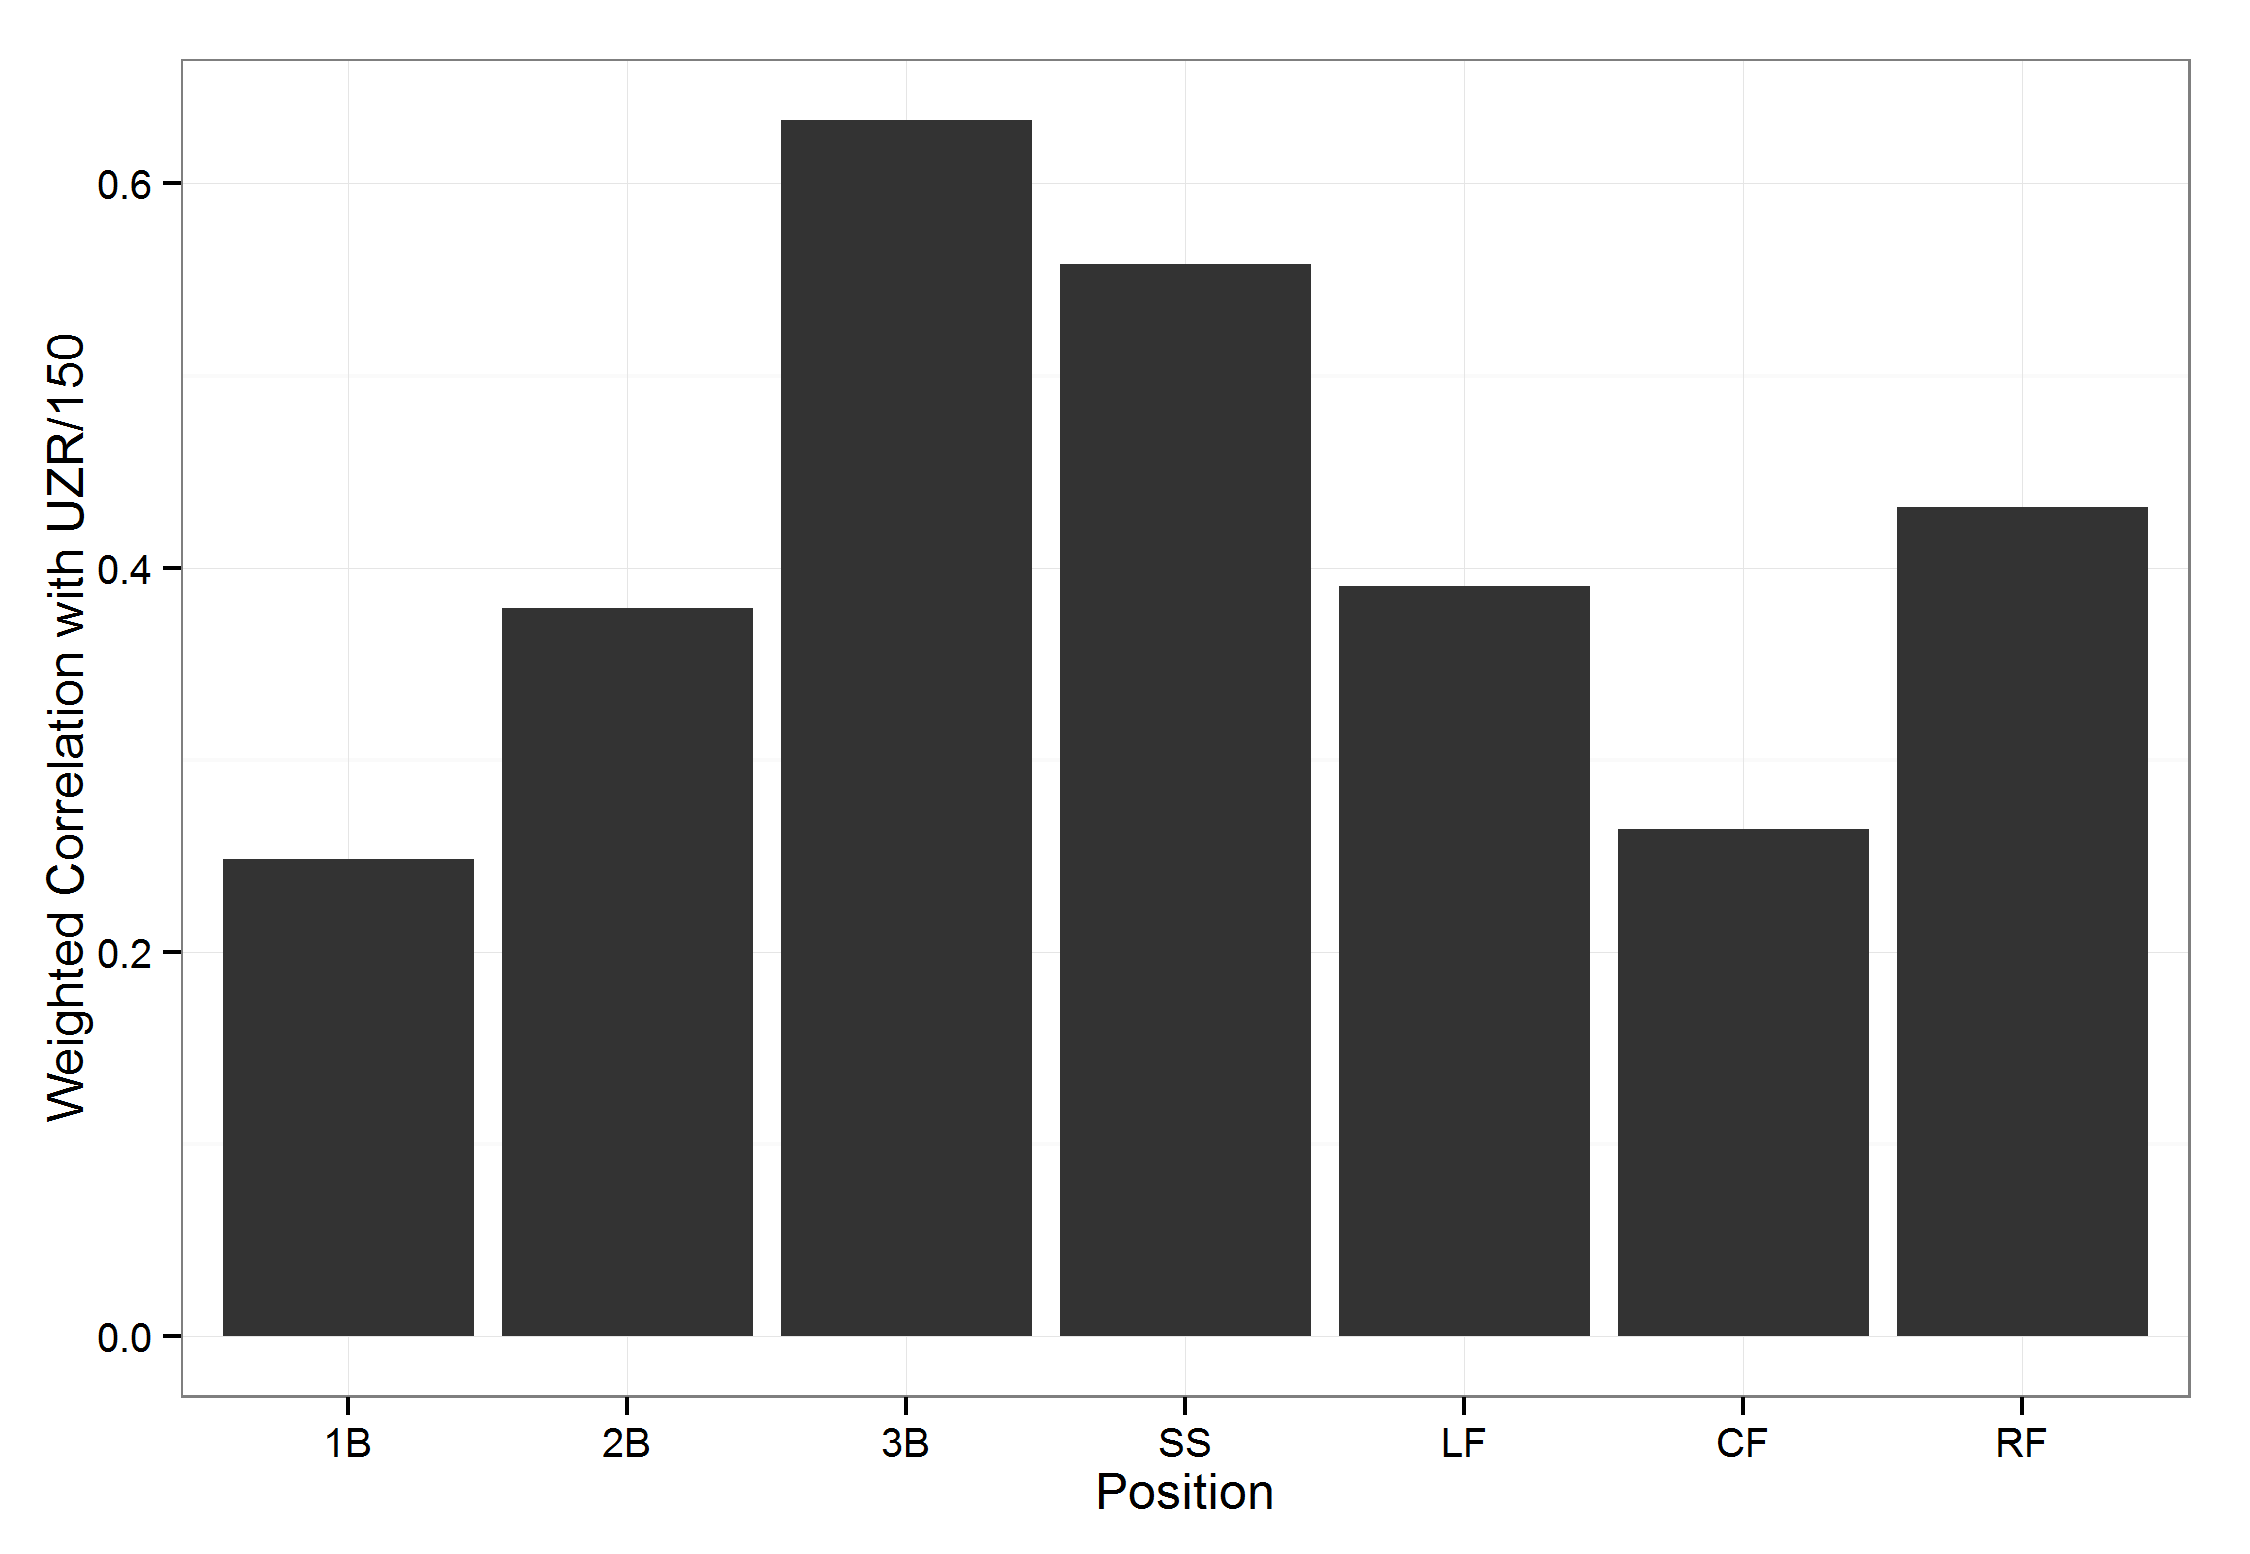 Weighted Correlation with UZR/150
0.6
0.4
0.2
0.0
1B 2B 3B SS LF CF RF
Position